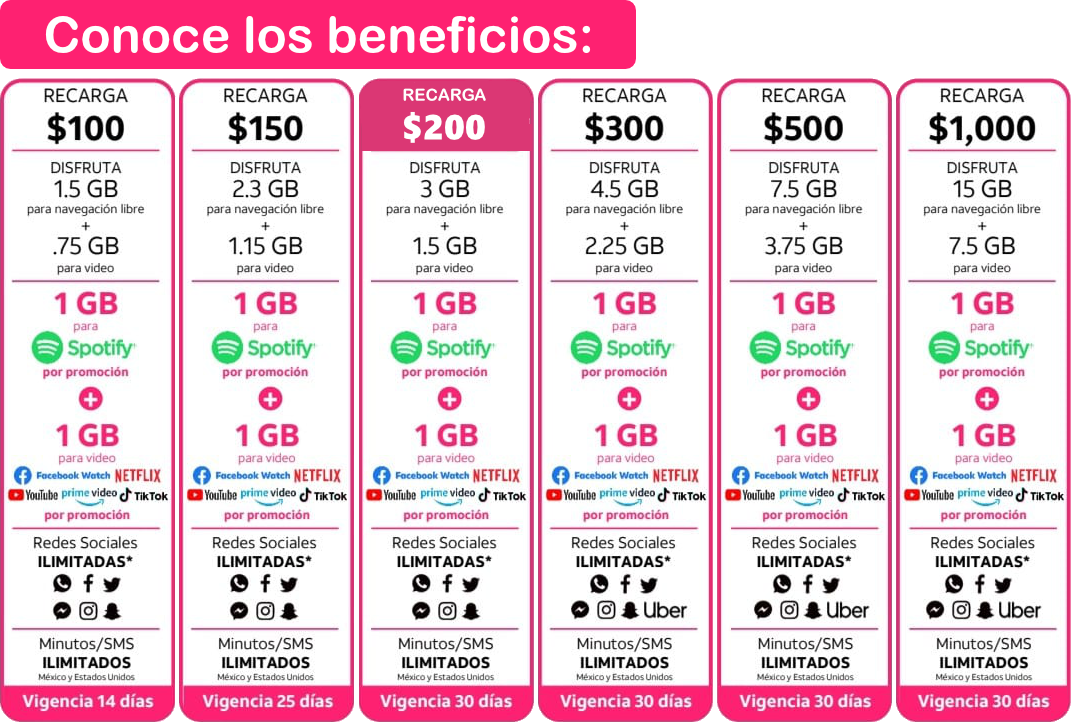 Conoce los beneficios:
RECARGA
$100
DISFRUTA
1.5 GB
para navegación libre
+
.75 GB
para video
1 GB
para
Spotify
por promoción
+
1 GB
para video
Facebook Watch NETFLIX
YouTube prime video TikTok
por promoción
Redes Sociales
ILIMITADAS*
Minutos/SMS
ILIMITADOS
México y Estados Unidos
Vigencia 14 días
RECARGA
$150
DISFRUTA
2.3 GB
para navegación libre
+
1.15 GB
para video
1 GB
para
Spotify
por promoción
+
1 GB
para video
Facebook Watch NETFLIX
YouTube prime video TikTok
por promoción
Redes Sociales
ILIMITADAS*
Minutos/SMS
ILIMITADOS
México y Estados Unidos
Vigencia 25 días
RECARGA
$200
DISFRUTA
3 GB
para navegación libre
+
1.5 GB
para video
1 GB
para
Spotify
por promoción
+
1 GB
para video
Facebook Watch NETFLIX
YouTube prime video TikTok
por promoción
Redes Sociales
ILIMITADAS*
Minutos/SMS
ILIMITADOS
México y Estados Unidos
Vigencia 30 días
RECARGA
$300
DISFRUTA
4.5 GB
para navegación libre
+
2.25 GB
para video
1 GB
para
Spotify
por promoción
+
1 GB
para video
Facebook Watch NETFLIX
YouTube prime video TikTok
por promoción
Redes Sociales
ILIMITADAS*
Uber
Minutos/SMS
ILIMITADOS
México y Estados Unidos
Vigencia 30 días
RECARGA
$500
DISFRUTA
7.5 GB
para navegación libre
+
3.75 GB
para video
1 GB
para
Spotify
por promoción
+
1 GB
para video
Facebook Watch NETFLIX
YouTube prime video TikTok
por promoción
Redes Sociales
ILIMITADAS*
Uber
Minutos/SMS
ILIMITADOS
México y Estados Unidos
Vigencia 30 días
RECARGA
$1,000
DISFRUTA
15 GB
para navegación libre
+
7.5 GB
para video
1 GB
para
Spotify
por promoción
+
1 GB
para video
Facebook Watch NETFLIX
YouTube prime video TikTok
por promoción
Redes Sociales
ILIMITADAS*
Uber
Minutos/SMS
ILIMITADOS
México y Estados Unidos
Vigencia 30 días